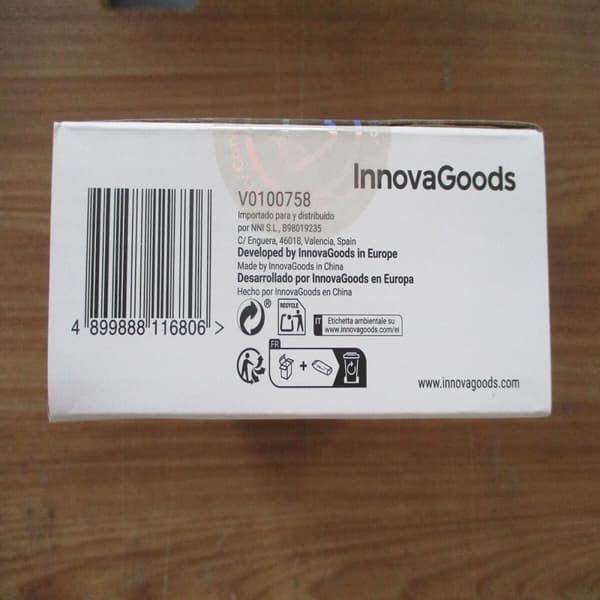 InnovaGoods
V0100758
Importado para y distribuido
por NNI S.L., B98019235
C/ Enguera, 46018, Valencia, Spain
Developed by InnovaGoods in Europe
Made by InnovaGoods in China
Desarrollado por InnovaGoods en Europa
Hecho por InnovaGoods en China
4 899888 116806 >
®
RECYCLE
IT Etichetta ambientale su
www.innovagoods.com/ei
FR
+
www.innovagoods.com